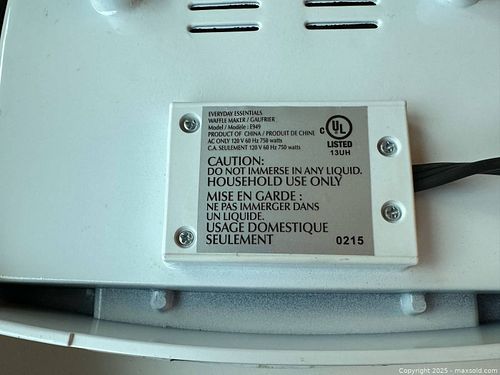 EVERYDAY ESSENTIALS
WAFFLE MAKER / GAUFRIER
Model / Modèle : E949
PRODUCT OF CHINA / PRODUIT DE CHINE
AC ONLY 120 V 60 Hz 750 watts
C.A. SEULEMENT 120 V 60 Hz 750 watts
C UL
LISTED
13UH
CAUTION:
DO NOT IMMERSE IN ANY LIQUID.
HOUSEHOLD USE ONLY
MISE EN GARDE :
NE PAS IMMERGER DANS
UN LIQUIDE.
USAGE DOMESTIQUE
SEULEMENT
0215
Copyright 2025 - maxsold.com